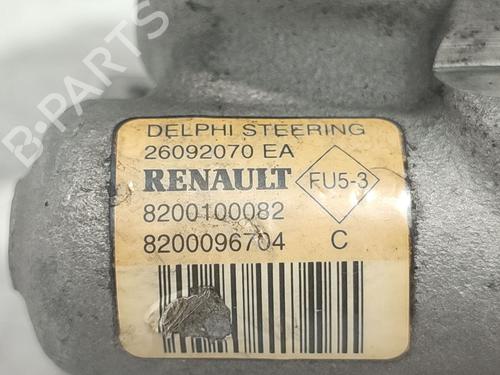 DELPHI STEERING
26092070 EA
RENAULT FU5-3
8200100082
8200096704 C
B-PARTS